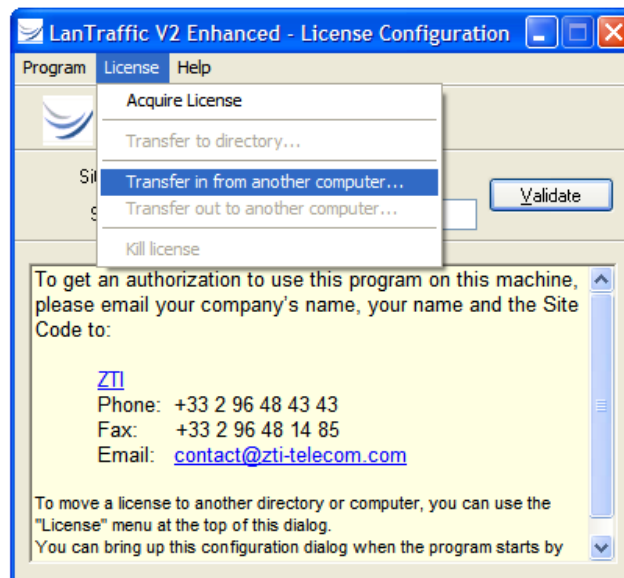 LanTraffic V2 Enhanced - License Configuration
Program License Help
Acquire License
Transfer to directory...
Transfer in from another computer...
Validate
Transfer out to another computer...
Kill license
To get an authorization to use this program on this machine,
please email your company's name, your name and the Site
Code to:
ZTI
Phone: +33 2 96 48 43 43
Fax: +33 2 96 48 14 85
Email: contact@zti-telecom.com
To move a license to another directory or computer, you can use the
"License" menu at the top of this dialog.
You can bring up this configuration dialog when the program starts by